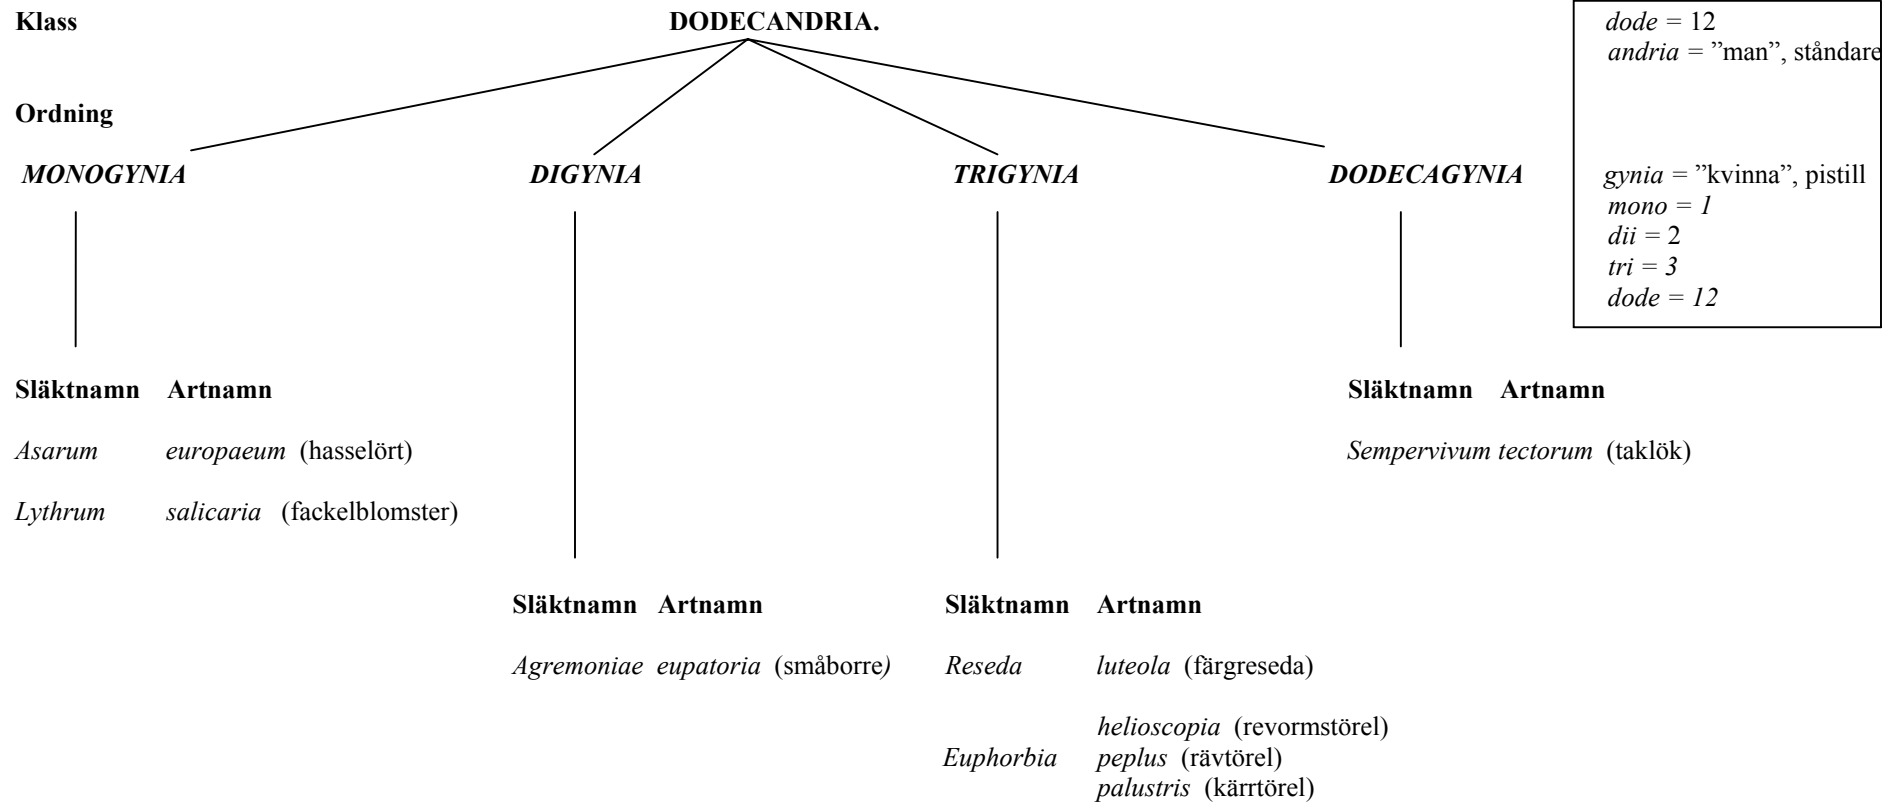 Klass
DODECANDRIA.
dode = 12
andria = ”man”, ståndare
Ordning
MONOGYNIA
DIGYNIA
TRIGYNIA
DODECAGYNIA
gynia = ”kvinna”, pistill
mono = 1
dii = 2
tri = 3
dode = 12
Släktnamn Artnamn
Asarum europaeum (hasselört)
Lythrum salicaria (fackelblomster)
Släktnamn Artnamn
Agremoniae eupatoria (småborre)
Släktnamn Artnamn
Reseda luteola (färgreseda)
helioscopia (revormstörel)
Euphorbia peplus (rävtörel)
palustris (kärrtörel)
Släktnamn Artnamn
Sempervivum tectorum (taklök)